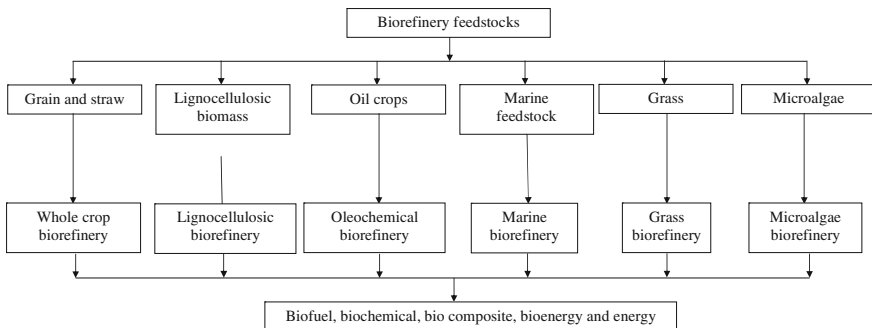 Biorefinery feedstocks
Grain and straw
Lignocellulosic
biomass
Oil crops
Marine
feedstock
Grass
Microalgae
Whole crop
biorefinery
Lignocellulosic
biorefinery
Oleochemical
biorefinery
Marine
biorefinery
Grass
biorefinery
Microalgae
biorefinery
Biofuel, biochemical, bio composite, bioenergy and energy